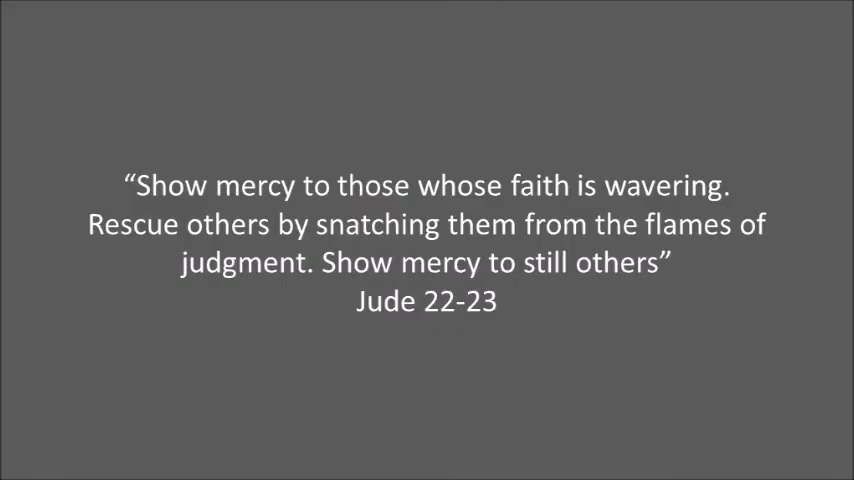 “Show mercy to those whose faith is wavering.
Rescue others by snatching them from the flames of
judgment. Show mercy to still others”
Jude 22-23